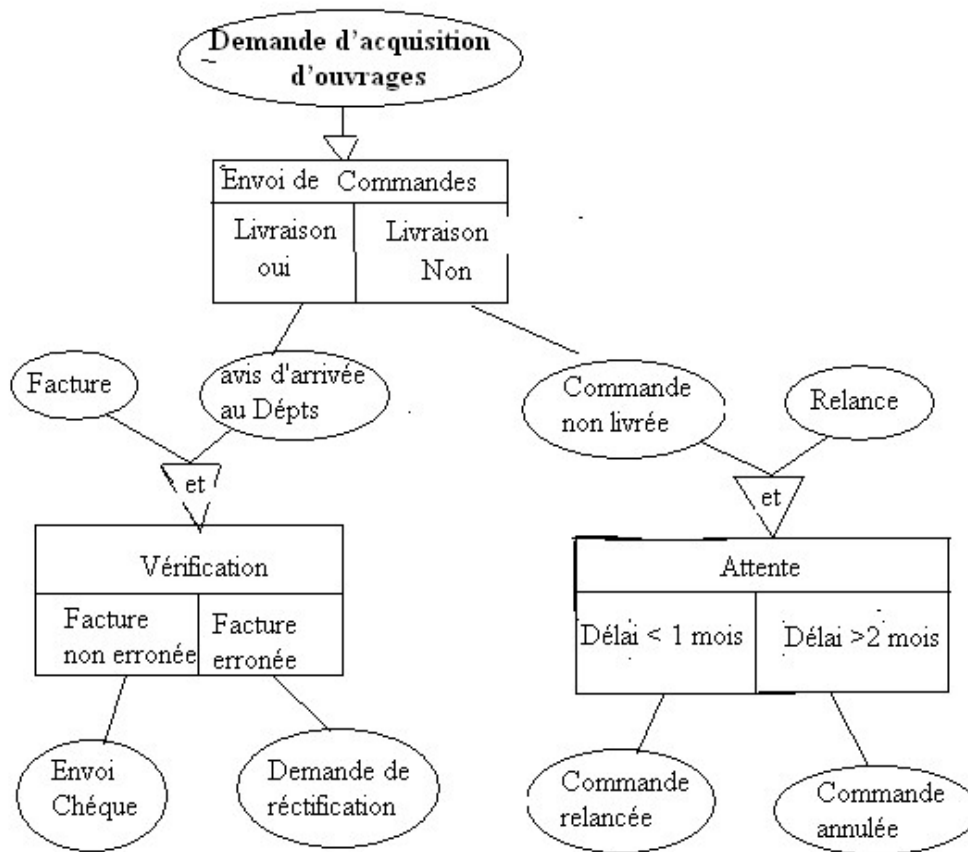 Demande d'acquisition
d'ouvrages
Envoi de Commandes
Livraison
oui
Livraison
Non
Facture
avis d'arrivée
au Dépts
Commande
non livrée
Relance
et
et
Vérification
Facture
non erronée
Facture
erronée
Attente
Délai < 1 mois
Délai >2 mois
Envoi
Chéque
Demande de
réctification
Commande
relancée
Commande
annulée